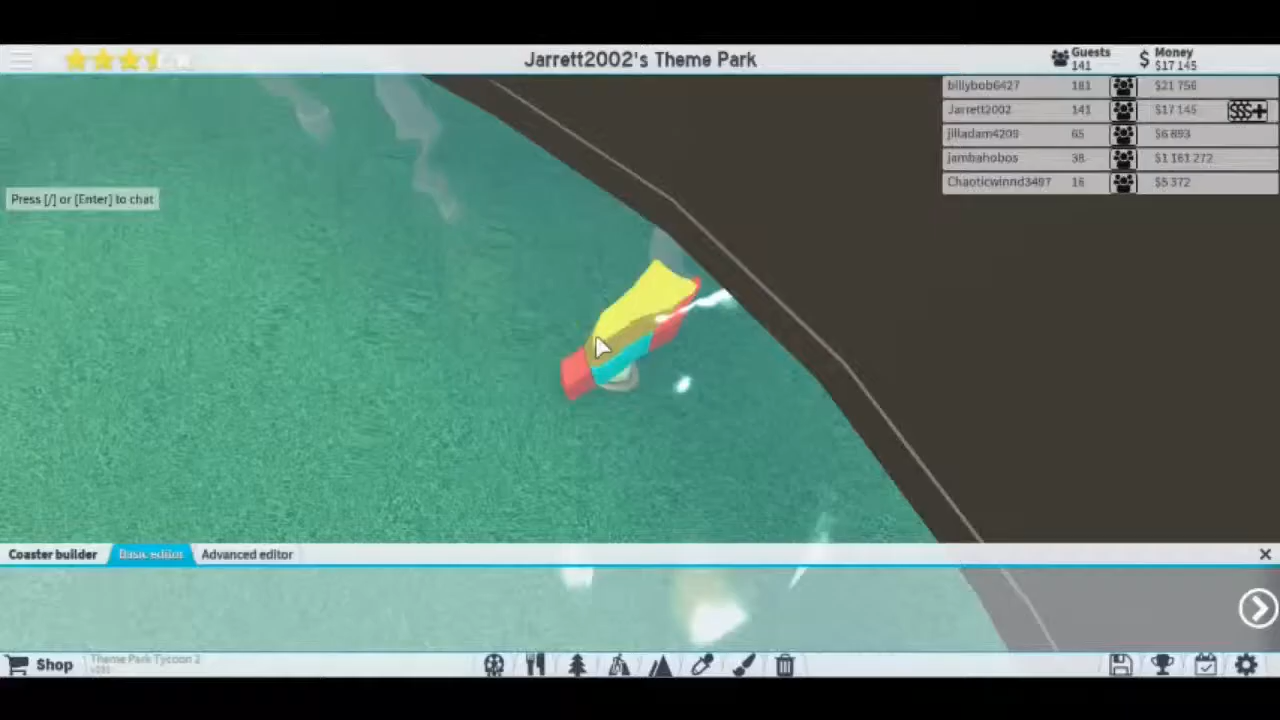 Jarrett2002's Theme Park
Guests
141
$ Money
$17 145
billybob6427 181 $21 756
Jarrett2002 141 $17 145 $$$+
jilladam4209 65 $6 893
jambahobos 38 $1 161 272
Chaoticwinnd3497 16 $5 372
Press [/] or [Enter] to chat
Coaster builder Basic editor Advanced editor
Shop
Theme Park Tycoon 2